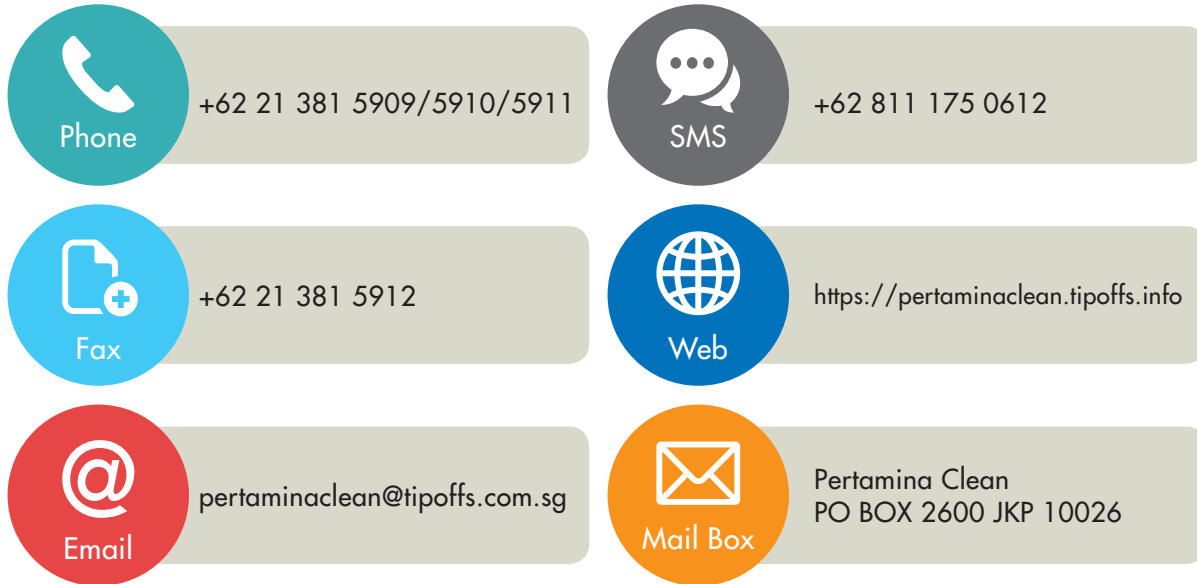 Phone
+62 21 381 5909/5910/5911
SMS
+62 811 175 0612
Fax
+62 21 381 5912
Web
https://pertaminaclean.tipoffs.info
@
Email
pertaminaclean@tipoffs.com.sg
Mail Box
Pertamina Clean
PO BOX 2600 JKP 10026